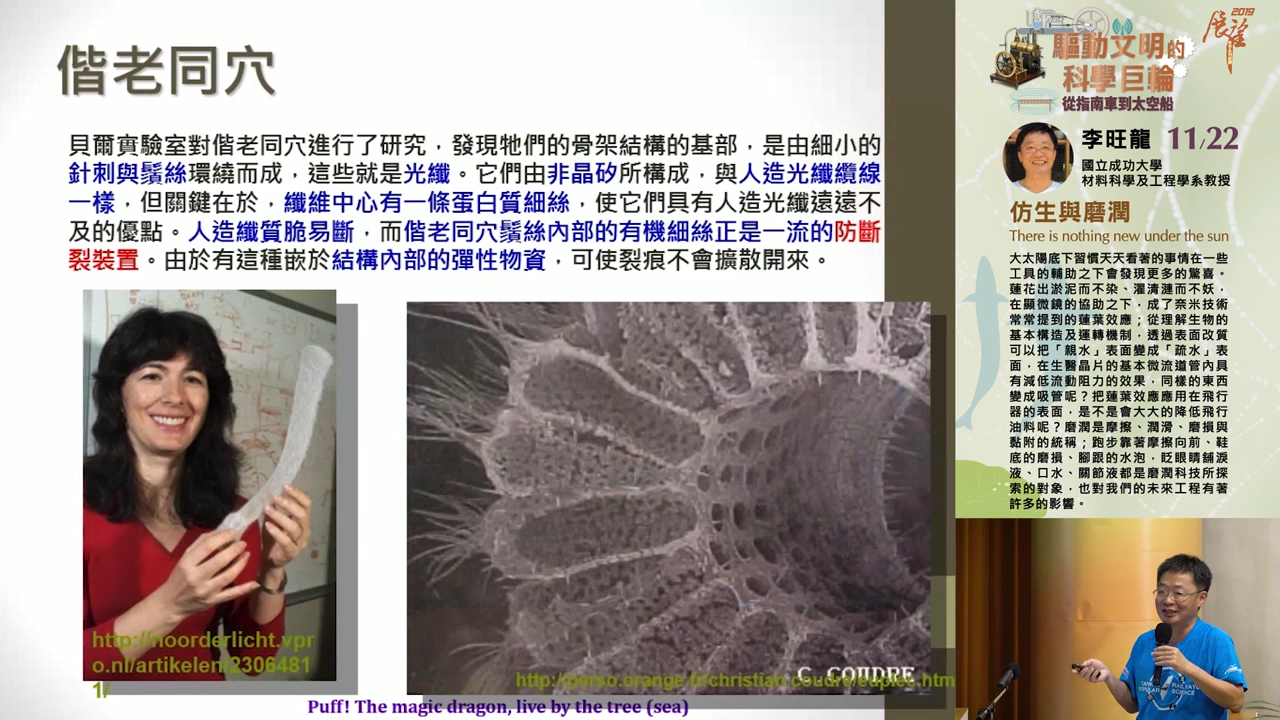 偕老同穴
貝爾實驗室對偕老同穴進行了研究，發現牠們的骨架結構的基部，是由細小的
針刺與鬚絲環繞而成，這些就是光纖。它們由非晶矽所構成，與人造光纖纜線
一樣，但關鍵在於，纖維中心有一條蛋白質細絲，使它們具有人造光纖遠遠不
及的優點。人造纖質脆易斷，而偕老同穴鬚絲內部的有機細絲正是一流的防斷
裂裝置。由於有這種嵌於結構內部的彈性物資，可使裂痕不會擴散開來。
http://noorderlicht.vpr
o.nl/artikelen/2306481
1/
C COUDRE
http://perso.orange.fr/christian.coudre/euplec.htm
Puff! The magic dragon, live by the tree (sea)
2019
展望
驅動文明的
科學巨輪
從指南車到太空船
李旺龍 11/22
國立成功大學
材料科學及工程學系教授
仿生與磨潤
There is nothing new under the sun
大太陽底下習慣天天看著的事情在一些
工具的輔助之下會發現更多的驚喜。
蓮花出淤泥而不染、濯清漣而不妖，
在顯微鏡的協助之下，成了奈米技術
常常提到的蓮葉效應；從理解生物的
基本構造及運轉機制，透過表面改質
可以把「親水」表面變成「疏水」表
面，在生醫晶片的基本微流道管內具
有減低流動阻力的效果，同樣的東西
變成吸管呢？把蓮葉效應應用在飛行
器的表面，是不是會大大的降低飛行
油料呢？磨潤是摩擦、潤滑、磨損與
黏附的統稱；跑步靠著摩擦向前、鞋
底的磨損、腳跟的水泡，眨眼睛舖淚
液、口水、關節液都是磨潤科技所探
索的對象，也對我們的未來工程有著
許多的影響。